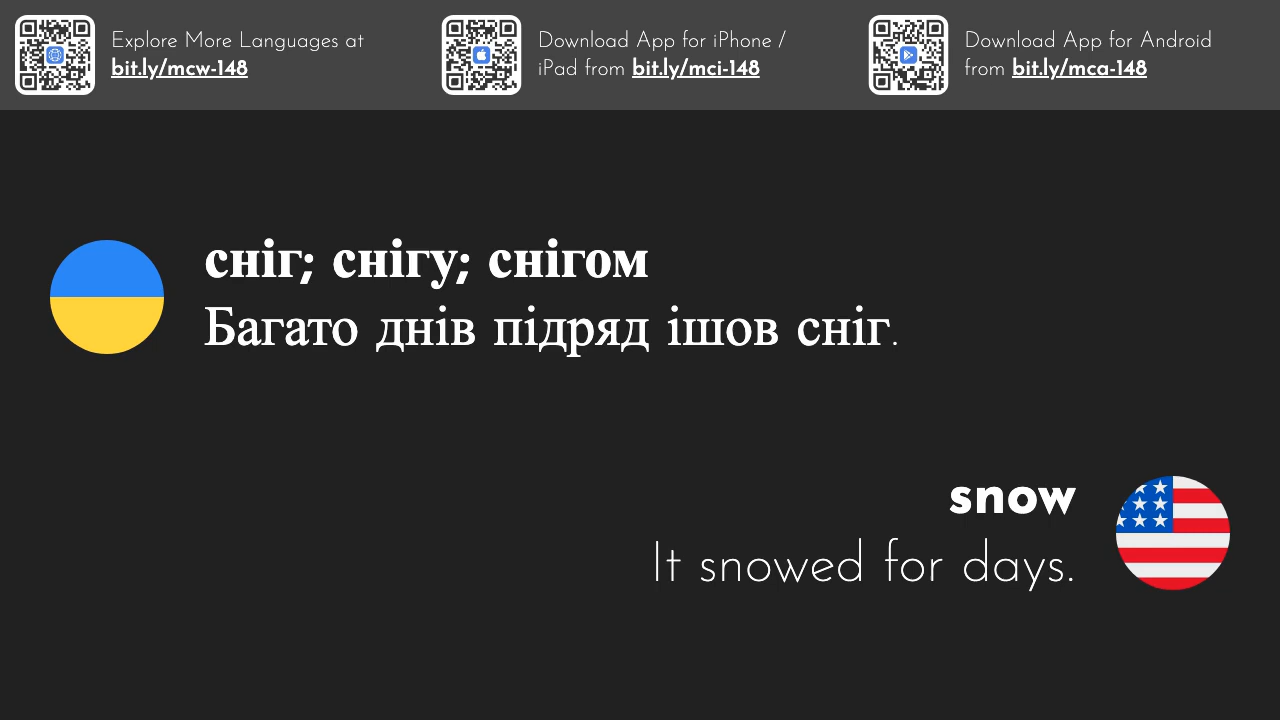 Explore More Languages at
bit.ly/mcw-148
Download App for iPhone /
iPad from bit.ly/mci-148
Download App for Android
from bit.ly/mca-148
сніг; снігу; снігом
Багато днів підряд ішов сніг.
snow
It snowed for days.